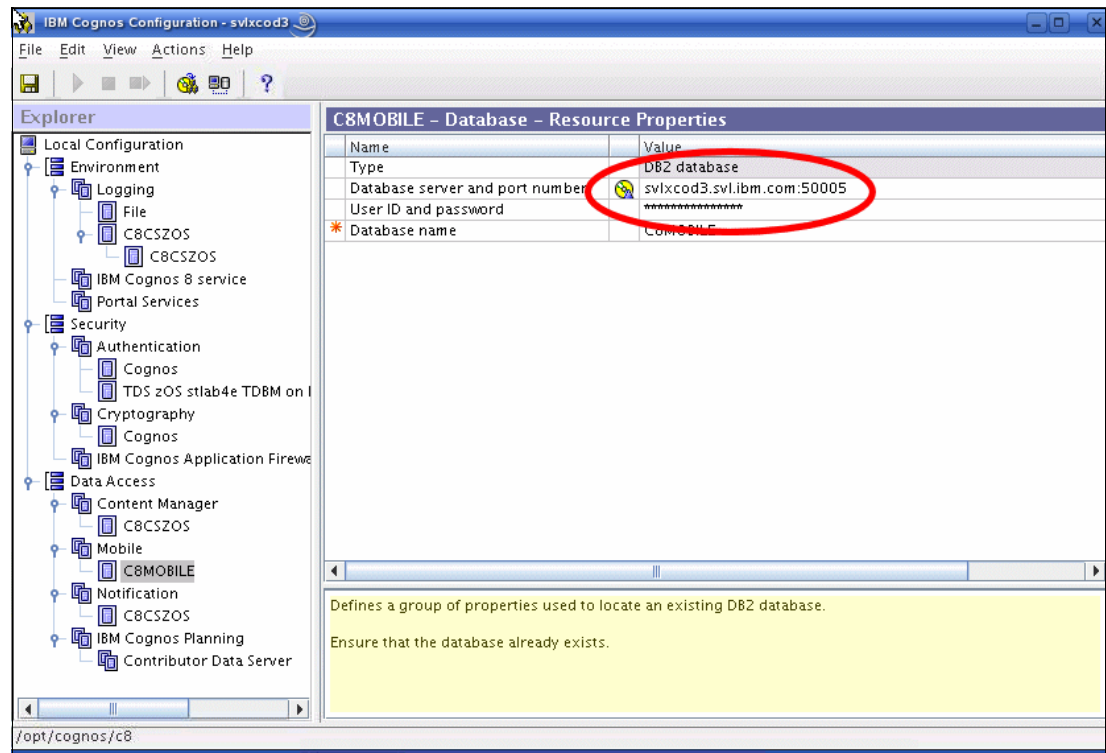 IBM Cognos Configuration - svlxcod3
File Edit View Actions Help
Explorer
Local Configuration
Environment
Logging
File
C8CSZOS
C8CSZOS
IBM Cognos 8 service
Portal Services
Security
Authentication
Cognos
TDS zOS stlab4e TDBM on
Cryptography
Cognos
IBM Cognos Application Firewa
Data Access
Content Manager
C8CSZOS
Mobile
C8MOBILE
Notification
C8CSZOS
IBM Cognos Planning
Contributor Data Server
C8MOBILE - Database - Resource Properties
Name Value
Type DB2 database
Database server and port number svlxcod3.svl.ibm.com:50005
User ID and password ***************
* Database name C8MOBILE
Defines a group of properties used to locate an existing DB2 database.
Ensure that the database already exists.
/opt/cognos/c8